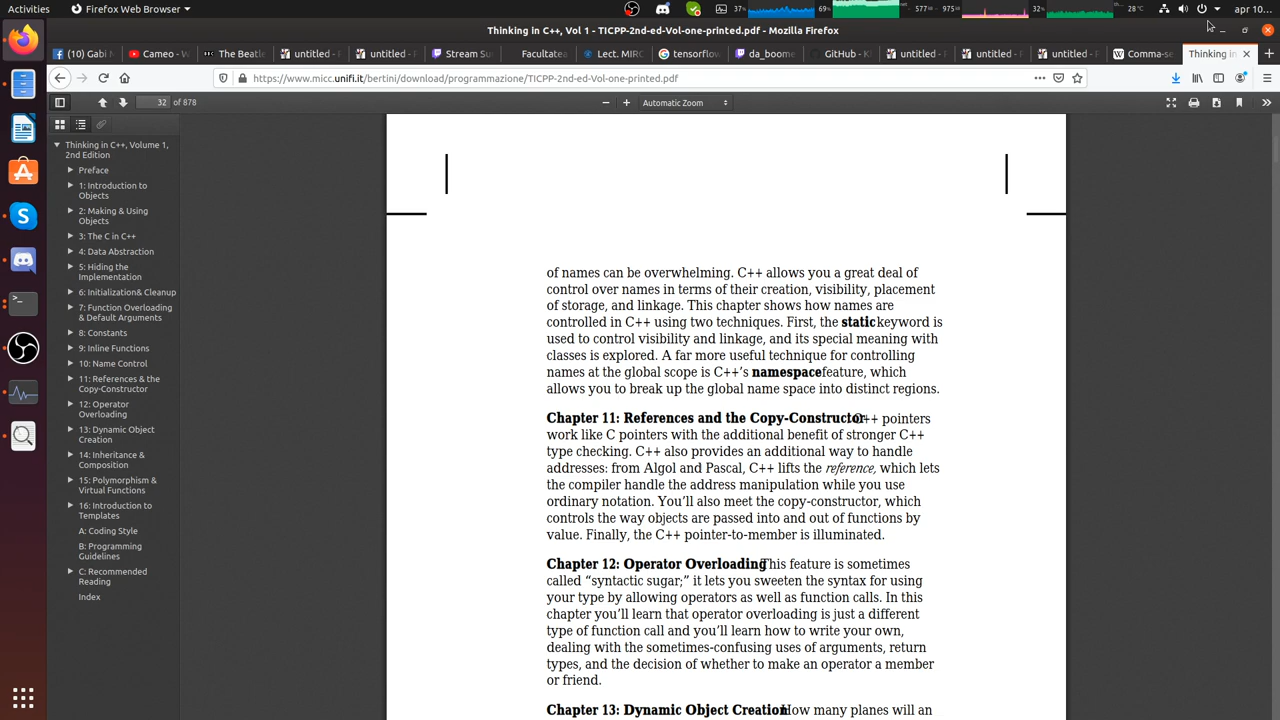 Activities
Firefox Web Browser
37%
69%
577
975
32%
28°C
apr 10...
Thinking in C++, Vol 1 - TICPP-2nd-ed-Vol-one-printed.pdf - Mozilla Firefox
(10) Gabi
Cameo - W
The Beatle
untitled - 
untitled - 
Stream Su
Facultatea
Lect. MIRC
tensorflow
da_boome
GitHub - K
untitled - 
untitled - 
untitled - 
Comma-se
Thinking in
https://www.micc.unifi.it/bertini/download/programmazione/TICPP-2nd-ed-Vol-one-printed.pdf
32 of 878
Automatic Zoom
Thinking in C++, Volume 1,
2nd Edition
Preface
1: Introduction to
Objects
2: Making & Using
Objects
3: The C in C++
4: Data Abstraction
5: Hiding the
Implementation
6: Initialization& Cleanup
7: Function Overloading
& Default Arguments
8: Constants
9: Inline Functions
10: Name Control
11: References & the
Copy-Constructor
12: Operator
Overloading
13: Dynamic Object
Creation
14: Inheritance &
Composition
15: Polymorphism &
Virtual Functions
16: Introduction to
Templates
A: Coding Style
B: Programming
Guidelines
C: Recommended
Reading
Index
of names can be overwhelming. C++ allows you a great deal of
control over names in terms of their creation, visibility, placement
of storage, and linkage. This chapter shows how names are
controlled in C++ using two techniques. First, the static keyword is
used to control visibility and linkage, and its special meaning with
classes is explored. A far more useful technique for controlling
names at the global scope is C++’s namespace feature, which
allows you to break up the global name space into distinct regions.
Chapter 11: References and the Copy-Constructor C++ pointers
work like C pointers with the additional benefit of stronger C++
type checking. C++ also provides an additional way to handle
addresses: from Algol and Pascal, C++ lifts the reference, which lets
the compiler handle the address manipulation while you use
ordinary notation. You’ll also meet the copy-constructor, which
controls the way objects are passed into and out of functions by
value. Finally, the C++ pointer-to-member is illuminated.
Chapter 12: Operator Overloading This feature is sometimes
called “syntactic sugar;” it lets you sweeten the syntax for using
your type by allowing operators as well as function calls. In this
chapter you’ll learn that operator overloading is just a different
type of function call and you’ll learn how to write your own,
dealing with the sometimes-confusing uses of arguments, return
types, and the decision of whether to make an operator a member
or friend.
Chapter 13: Dynamic Object Creation How many planes will an